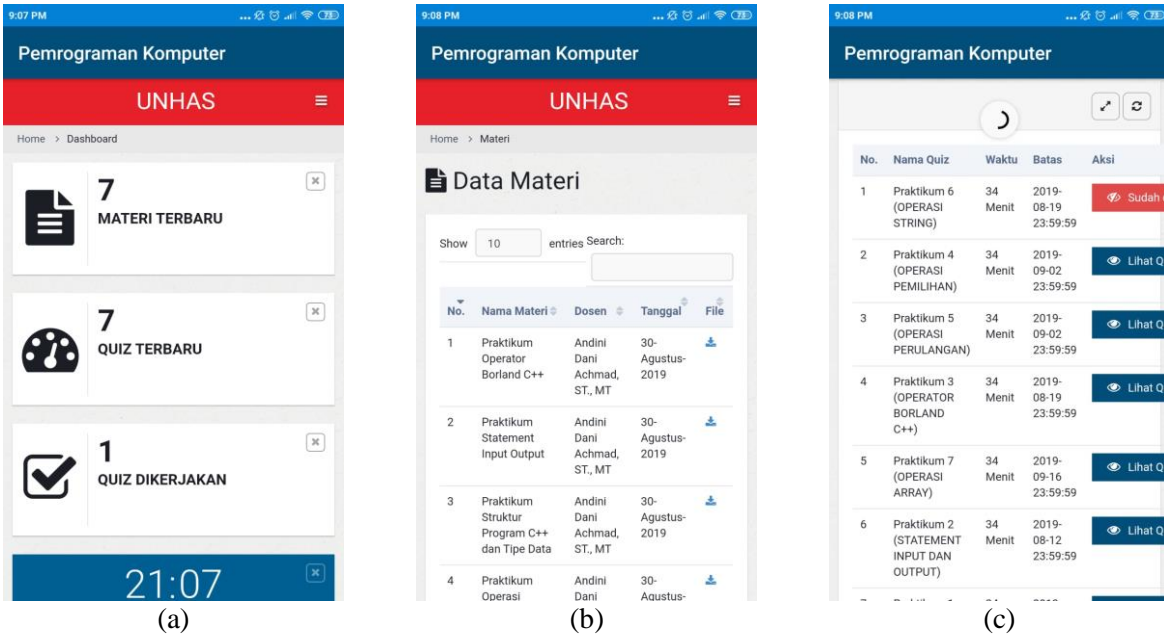 9:07 PM
Pemrograman Komputer
UNHAS
Home > Dashboard
7
MATERI TERBARU
7
QUIZ TERBARU
1
QUIZ DIKERJAKAN
21:07
(a)
9:08 PM
Pemrograman Komputer
UNHAS
Home > Materi
Data Materi
Show 10 entries Search:
No. Nama Materi Dosen Tanggal File
1 Praktikum Andini 30-
Operator Dani Agustus-
Borland C++ Achmad, 2019
ST., MT
2 Praktikum Andini 30-
Statement Dani Agustus-
Input Output Achmad, 2019
ST., MT
3 Praktikum Andini 30-
Struktur Dani Agustus-
Program C++ Achmad, 2019
dan Tipe Data ST., MT
4 Praktikum Andini 30-
Operasi Dani Agustus-
(b)
9:08 PM
Pemrograman Komputer
No. Nama Quiz Waktu Batas Aksi
1 Praktikum 6 34 2019-
(OPERASI Menit 08-19 Sudah
STRING) 23:59:59
2 Praktikum 4 34 2019-
(OPERASI Menit 09-02 Lihat Q
PEMILIHAN) 23:59:59
3 Praktikum 5 34 2019-
(OPERASI Menit 09-02 Lihat Q
PERULANGAN) 23:59:59
4 Praktikum 3 34 2019-
(OPERATOR Menit 08-19 Lihat Q
BORLAND 23:59:59
C++)
5 Praktikum 7 34 2019-
(OPERASI Menit 09-16 Lihat Q
ARRAY) 23:59:59
6 Praktikum 2 34 2019-
(STATEMENT Menit 08-12 Lihat Q
INPUT DAN 23:59:59
OUTPUT)
(c)